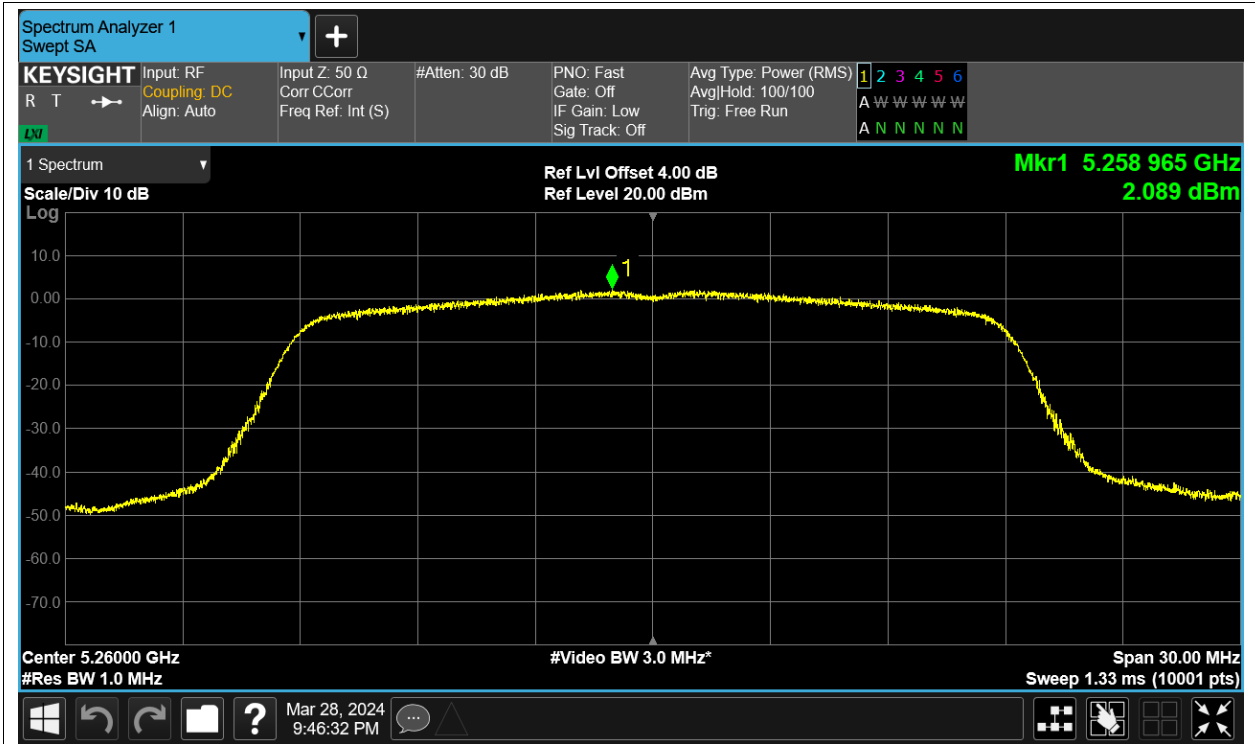 Spectrum Analyzer 1
Swept SA
KEYSIGHT
R T
LXI
Input: RF
Coupling: DC
Align: Auto
Input Z: 50 Ω
Corr CCorr
Freq Ref: Int (S)
#Atten: 30 dB
PNO: Fast
Gate: Off
IF Gain: Low
Sig Track: Off
Avg Type: Power (RMS)
Avg|Hold: 100/100
Trig: Free Run
1 2 3 4 5 6
A W W W W W
A N N N N N
1 Spectrum
Scale/Div 10 dB
Log
Ref Lvl Offset 4.00 dB
Ref Level 20.00 dBm
Mkr1 5.258 965 GHz
2.089 dBm
1
10.0
0.00
-10.0
-20.0
-30.0
-40.0
-50.0
-60.0
-70.0
Center 5.26000 GHz
#Video BW 3.0 MHz*
Span 30.00 MHz
#Res BW 1.0 MHz
Sweep 1.33 ms (10001 pts)
?
Mar 28, 2024
9:46:32 PM